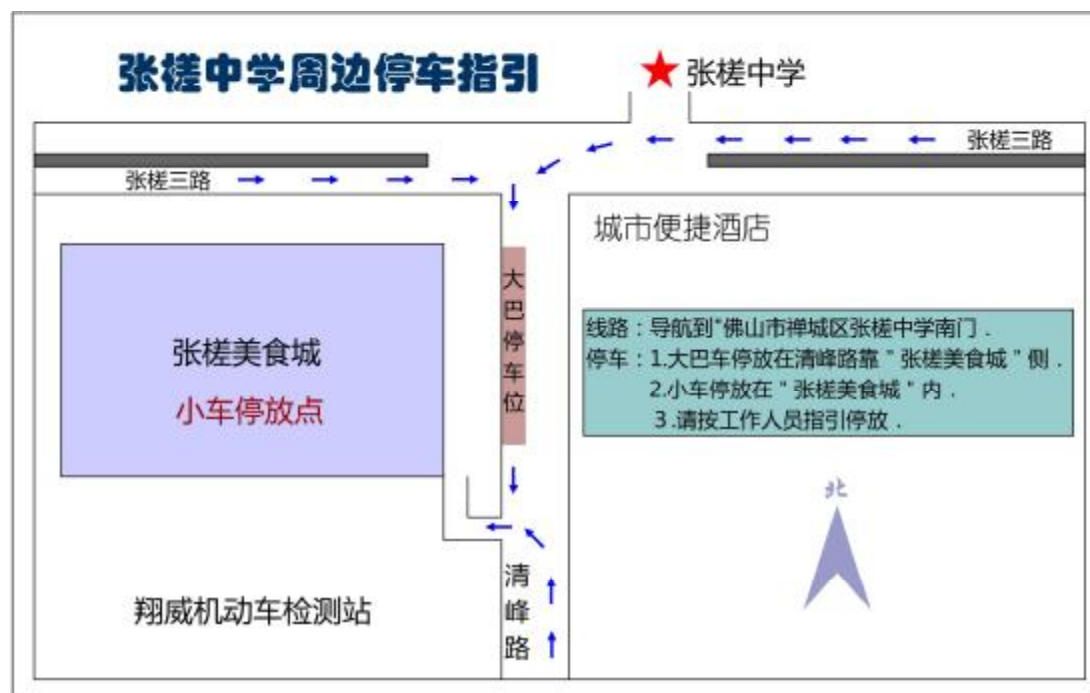 张槎中学周边停车指引
张槎中学
张槎三路
张槎三路
城市便捷酒店
大巴停车位
张槎美食城
小车停放点
线路：导航到"佛山市禅城区张槎中学南门．
停车：1.大巴车停放在清峰路靠＂张槎美食城＂侧．
2.小车停放在＂张槎美食城＂内．
3.请按工作人员指引停放．
北
清峰路
翔威机动车检测站